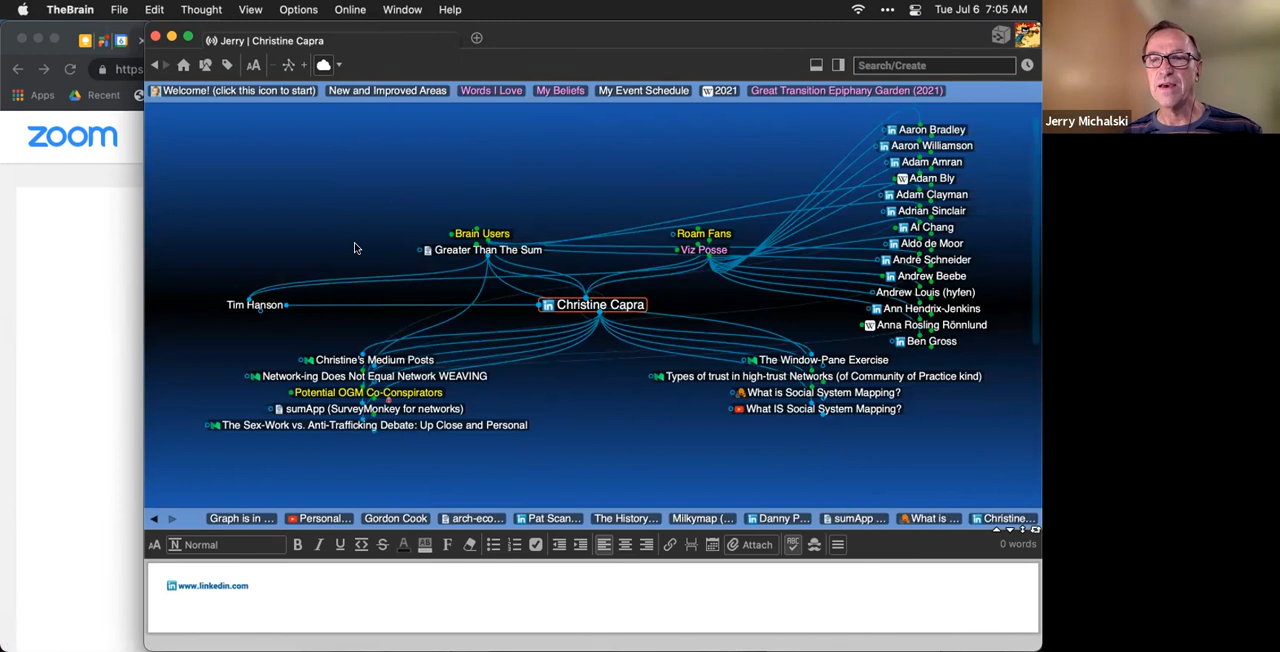 TheBrain File Edit Thought View Options Online Window Help
Tue Jul 6 7:05 AM
Jerry | Christine Capra
https
AA
Search/Create
Apps Recent
Welcome! (click this icon to start) New and Improved Areas Words I Love My Beliefs My Event Schedule 2021 Great Transition Epiphany Garden (2021)
Jerry Michalski
zoom
Aaron Bradley
Aaron Williamson
Adam Amran
Adam Bly
Adam Clayman
Adrian Sinclair
Al Chang
Aldo de Moor
André Schneider
Andrew Beebe
Andrew Louis (hyfen)
Ann Hendrix-Jenkins
Anna Rosling Rönnlund
Ben Gross
Brain Users
Greater Than The Sum
Roam Fans
Viz Posse
Tim Hanson
Christine Capra
Christine's Medium Posts
Network-ing Does Not Equal Network WEAVING
Potential OGM Co-Conspirators
sumApp (SurveyMonkey for networks)
The Sex-Work vs. Anti-Trafficking Debate: Up Close and Personal
The Window-Pane Exercise
Types of trust in high-trust Networks (of Community of Practice kind)
What is Social System Mapping?
What IS Social System Mapping?
Graph is in ... Personal... Gordon Cook arch-eco... Pat Scan... The History... Milkymap (... Danny P... sumApp ... What is ... Christine...
AA Normal B I U S A AB F Attach ABC 0 words
www.linkedin.com